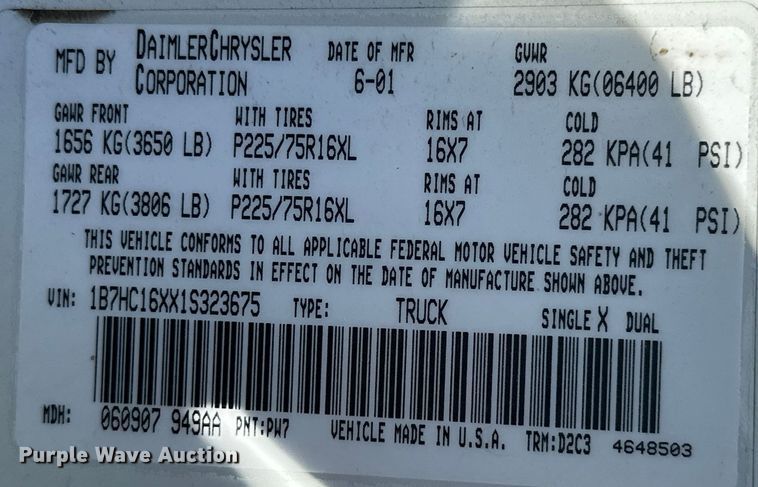 MFD BY DAIMLERCHRYSLER CORPORATION DATE OF MFR 6-01 GVWR 2903 KG(06400 LB)
GAWR FRONT WITH TIRES RIMS AT COLD
1656 KG(3650 LB) P225/75R16XL 16X7 282 KPA(41 PSI)
GAWR REAR WITH TIRES RIMS AT COLD
1727 KG(3806 LB) P225/75R16XL 16X7 282 KPA(41 PSI)
THIS VEHICLE CONFORMS TO ALL APPLICABLE FEDERAL MOTOR VEHICLE SAFETY AND THEFT
PREVENTION STANDARDS IN EFFECT ON THE DATE OF MANUFACTURE SHOWN ABOVE.
VIN: 1B7HC16XX1S323675 TYPE: TRUCK SINGLE X DUAL
MDH: 060907 949AA PNT:PW7 VEHICLE MADE IN U.S.A. TRM:D2C3 4648503
Purple Wave Auction